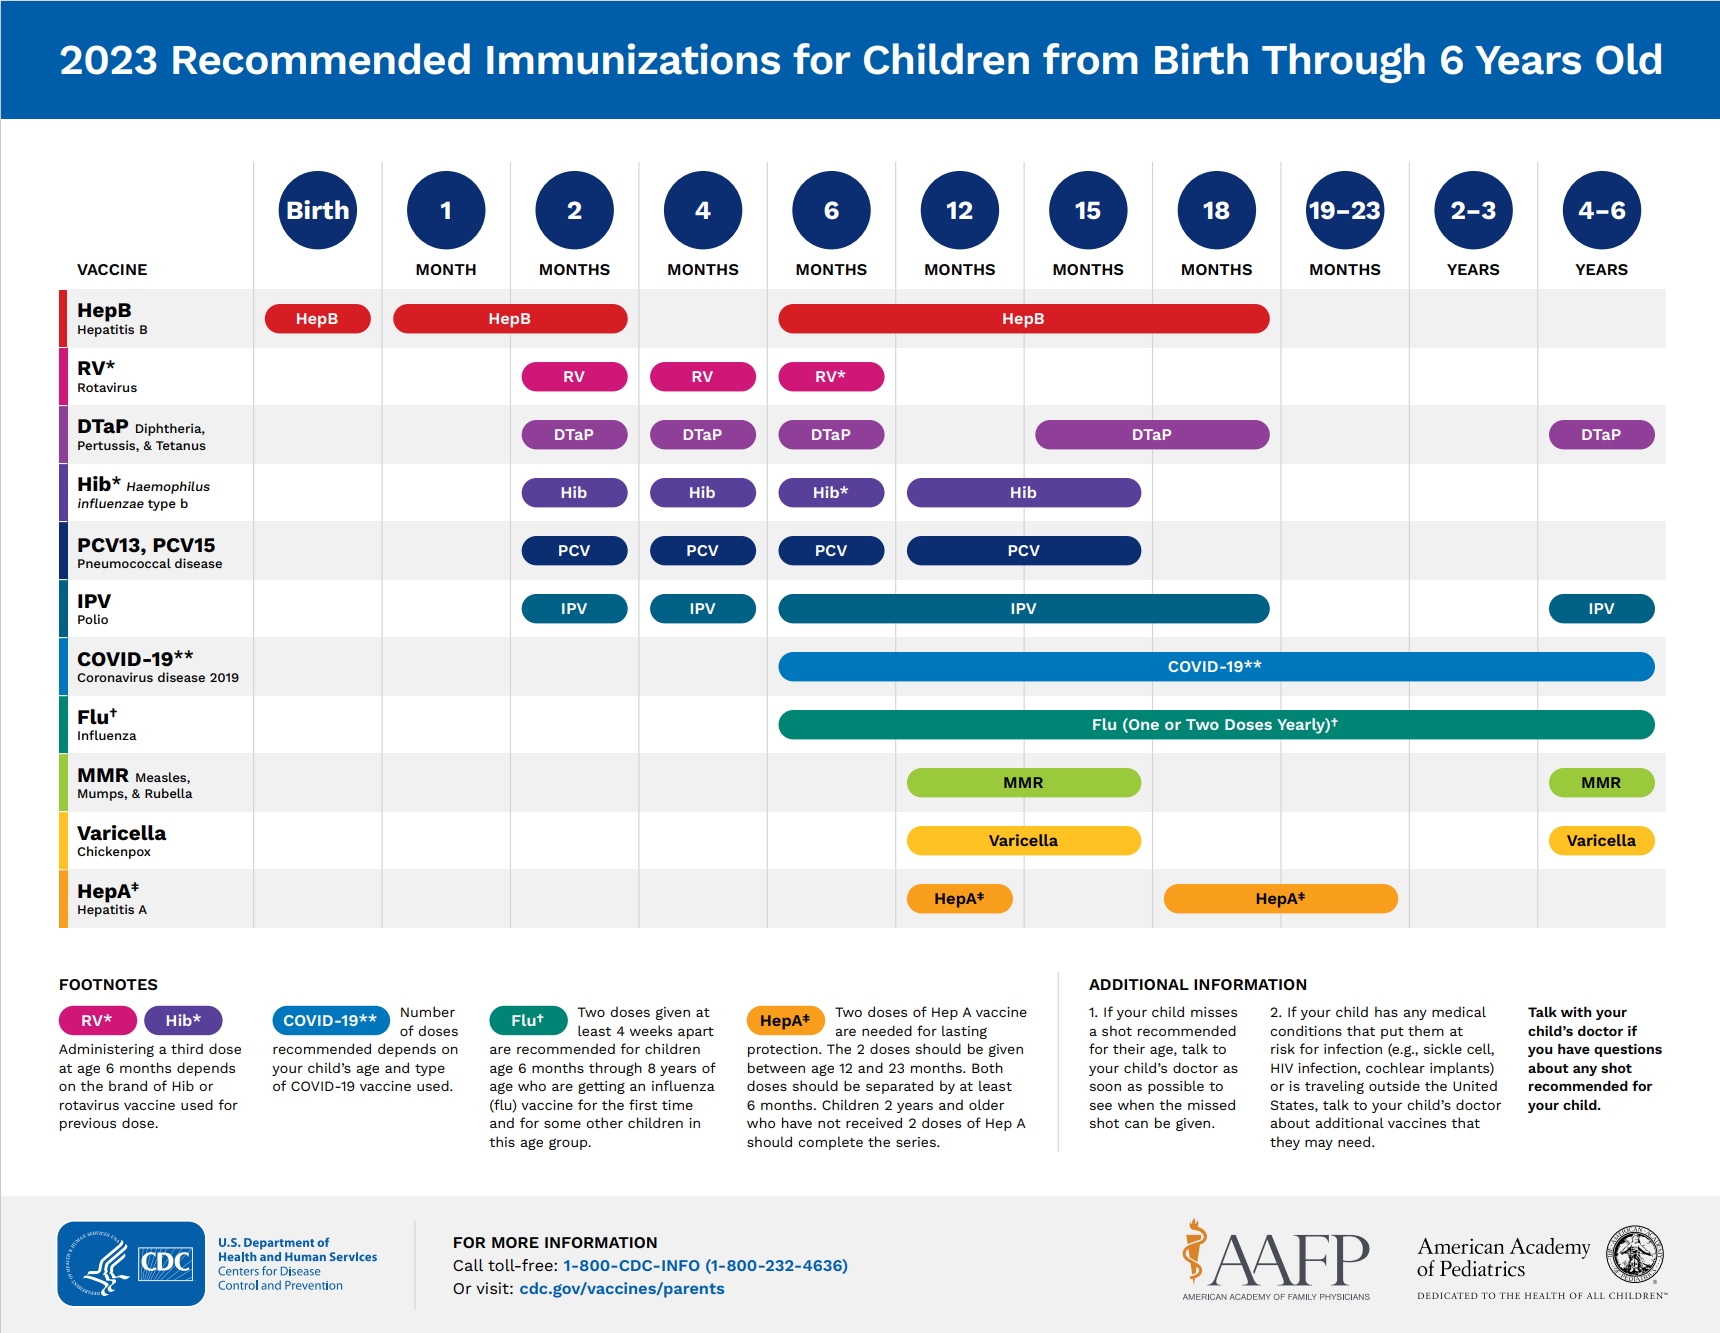 2023 Recommended Immunizations for Children from Birth Through 6 Years Old
Birth 1 2 4 6 12 15 18 19–23 2–3 4–6
VACCINE MONTH MONTHS MONTHS MONTHS MONTHS MONTHS MONTHS MONTHS YEARS YEARS
HepB
Hepatitis B
HepB HepB HepB
RV*
Rotavirus
RV RV RV*
DTaP Diphtheria,
Pertussis, & Tetanus
DTaP DTaP DTaP DTaP DTaP
Hib* Haemophilus
influenzae type b
Hib Hib Hib* Hib
PCV13, PCV15
Pneumococcal disease
PCV PCV PCV PCV
IPV
Polio
IPV IPV IPV IPV
COVID-19**
Coronavirus disease 2019
COVID-19**
Flu†
Influenza
Flu (One or Two Doses Yearly)†
MMR Measles,
Mumps, & Rubella
MMR MMR
Varicella
Chickenpox
Varicella Varicella
HepA‡
Hepatitis A
HepA‡ HepA‡
FOOTNOTES
RV* Hib*
Administering a third dose
at age 6 months depends
on the brand of Hib or
rotavirus vaccine used for
previous dose.
COVID-19** Number
of doses
recommended depends on
your child's age and type
of COVID-19 vaccine used.
Flu† Two doses given at
least 4 weeks apart
are recommended for children
age 6 months through 8 years of
age who are getting an influenza
(flu) vaccine for the first time
and for some other children in
this age group.
HepA‡ Two doses of Hep A vaccine
are needed for lasting
protection. The 2 doses should be given
between age 12 and 23 months. Both
doses should be separated by at least
6 months. Children 2 years and older
who have not received 2 doses of Hep A
should complete the series.
ADDITIONAL INFORMATION
1. If your child misses
a shot recommended
for their age, talk to
your child's doctor as
soon as possible to
see when the missed
shot can be given.
2. If your child has any medical
conditions that put them at
risk for infection (e.g., sickle cell,
HIV infection, cochlear implants)
or is traveling outside the United
States, talk to your child's doctor
about additional vaccines that
they may need.
Talk with your
child's doctor if
you have questions
about any shot
recommended for
your child.
CDC
U.S. Department of
Health and Human Services
Centers for Disease
Control and Prevention
FOR MORE INFORMATION
Call toll-free: 1-800-CDC-INFO (1-800-232-4636)
Or visit: cdc.gov/vaccines/parents
AAFP
AMERICAN ACADEMY OF FAMILY PHYSICIANS
American Academy
of Pediatrics
DEDICATED TO THE HEALTH OF ALL CHILDREN™